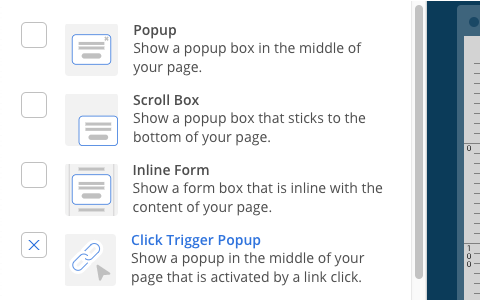 Popup
Show a popup box in the middle of
your page.
Scroll Box
Show a popup box that sticks to the
bottom of your page.
Inline Form
Show a form box that is inline with the
content of your page.
Click Trigger Popup
Show a popup in the middle of your
page that is activated by a link click.
0
100